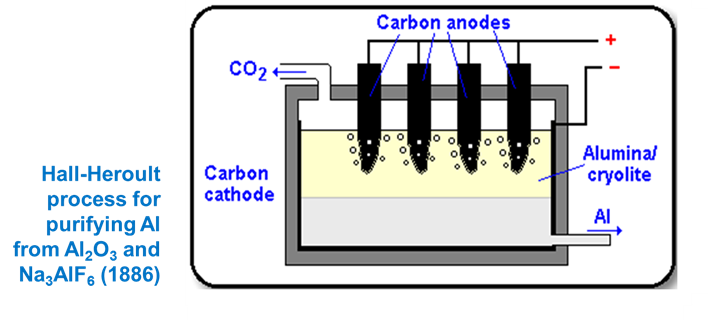 Carbon anodes
+
CO2
−
Alumina/
cryolite
Carbon
cathode
Al
Hall-Heroult
process for
purifying Al
from Al₂O₃ and
Na₃AlF₆ (1886)